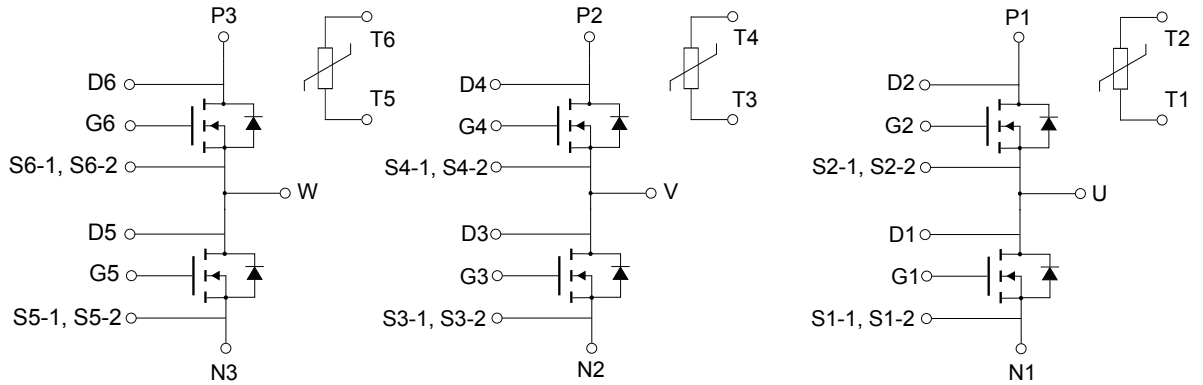 P3
T6
D6
T5
G6
S6-1, S6-2
W
D5
G5
S5-1, S5-2
N3
P2
T4
D4
T3
G4
S4-1, S4-2
V
D3
G3
S3-1, S3-2
N2
P1
T2
D2
T1
G2
S2-1, S2-2
U
D1
G1
S1-1, S1-2
N1